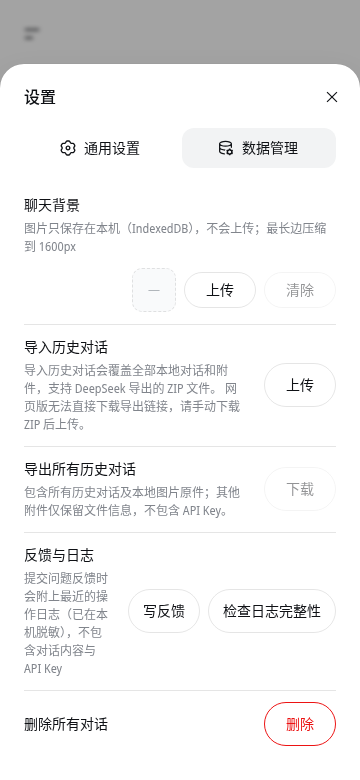 设置
通用设置
数据管理
聊天背景
图片只保存在本机（IndexedDB），不会上传；最长边压缩
到 1600px
—
上传
清除
导入历史对话
导入历史对话会覆盖全部本地对话和附
件，支持 DeepSeek 导出的 ZIP 文件。 网
页版无法直接下载导出链接，请手动下载
ZIP 后上传。
上传
导出所有历史对话
包含所有历史对话及本地图片原件；其他
附件仅保留文件信息，不包含 API Key。
下载
反馈与日志
提交问题反馈时
会附上最近的操
作日志（已在本
机脱敏），不包
含对话内容与
API Key
写反馈
检查日志完整性
删除所有对话
删除